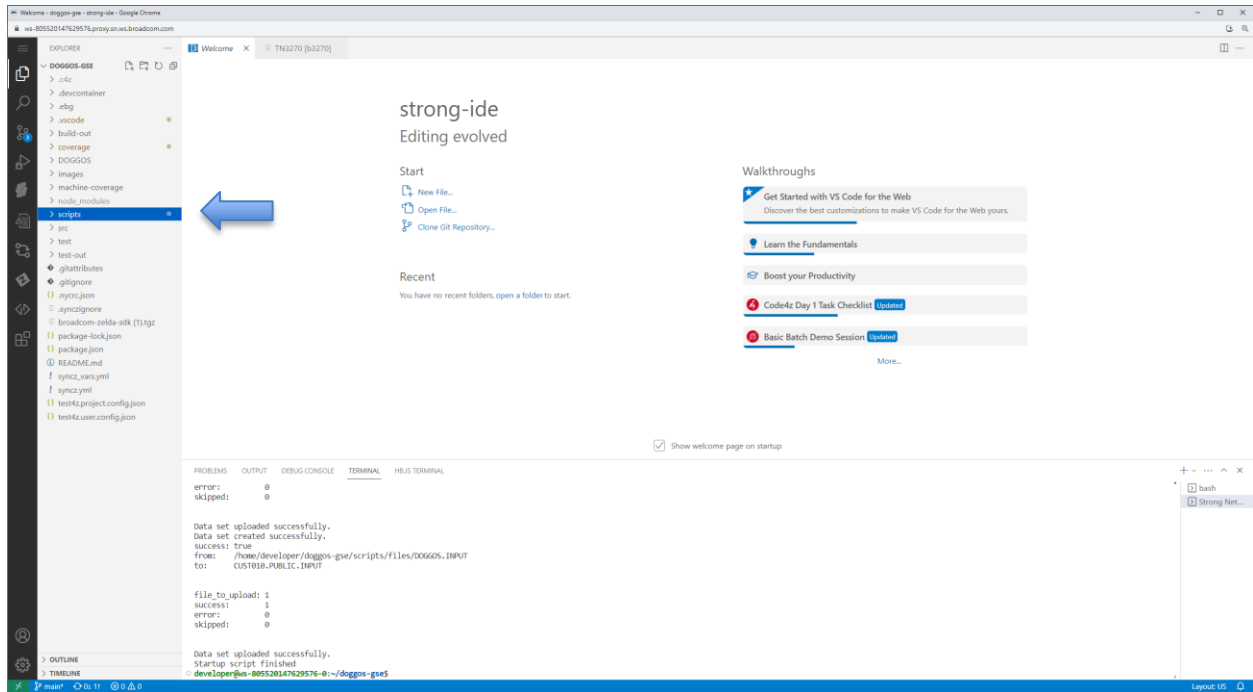 Welcome - doggos-gse - strong-ide - Google Chrome
ws-805520147629576.proxy.sn.ws.broadcom.com
EXPLORER
Welcome
TN3270 [b3270]
DOGGOS-GSE
.c4z
.devcontainer
.ebg
.vscode
build-out
coverage
DOGGOS
images
machine-coverage
node_modules
scripts
src
test
test-out
.gitattributes
.gitignore
.nycrc.json
.synczignore
broadcom-zelda-sdk (1).tgz
package-lock.json
package.json
README.md
syncz_vars.yml
syncz.yml
test4z.project.config.json
test4z.user.config.json
OUTLINE
TIMELINE
strong-ide
Editing evolved
Start
New File...
Open File...
Clone Git Repository...
Recent
You have no recent folders, open a folder to start.
Walkthroughs
Get Started with VS Code for the Web
Discover the best customizations to make VS Code for the Web yours.
Learn the Fundamentals
Boost your Productivity
Code4z Day 1 Task Checklist Updated
Basic Batch Demo Session Updated
More...
Show welcome page on startup
PROBLEMS OUTPUT DEBUG CONSOLE TERMINAL HB.IS TERMINAL
error: 0
skipped: 0
Data set uploaded successfully.
Data set created successfully.
success: true
from: /home/developer/doggos-gse/scripts/files/DOGGOS.INPUT
to: CUST010.PUBLIC.INPUT
file_to_upload: 1
success: 1
error: 0
skipped: 0
Data set uploaded successfully.
Startup script finished
developer@ws-805520147629576-0:~/doggos-gse$
bash
Strong Net...
main* 0↓ 1↑ 0 0 0
Layout: US